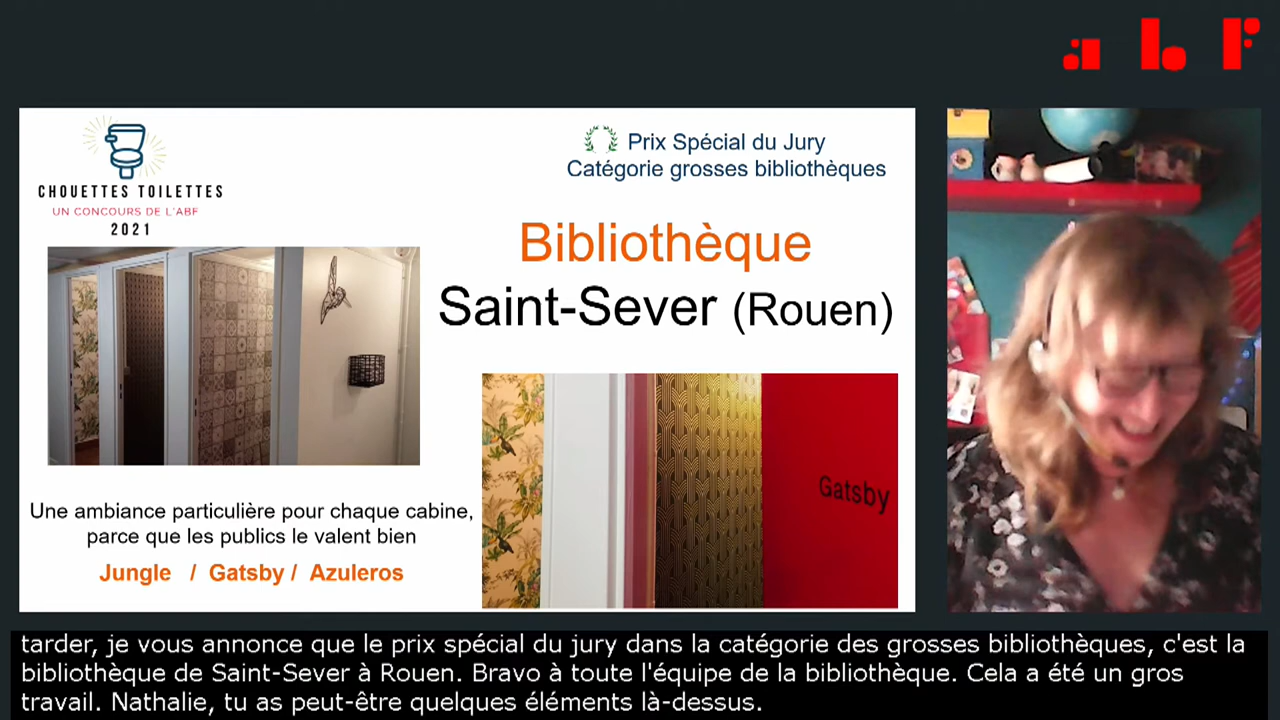 abF
CHOUETTES TOILETTES
UN CONCOURS DE L'ABF
2021
Prix Spécial du Jury
Catégorie grosses bibliothèques
Bibliothèque
Saint-Sever (Rouen)
Gatsby
Une ambiance particulière pour chaque cabine,
parce que les publics le valent bien
Jungle / Gatsby / Azuleros
tarder, je vous annonce que le prix spécial du jury dans la catégorie des grosses bibliothèques, c'est la
bibliothèque de Saint-Sever à Rouen. Bravo à toute l'équipe de la bibliothèque. Cela a été un gros
travail. Nathalie, tu as peut-être quelques éléments là-dessus.